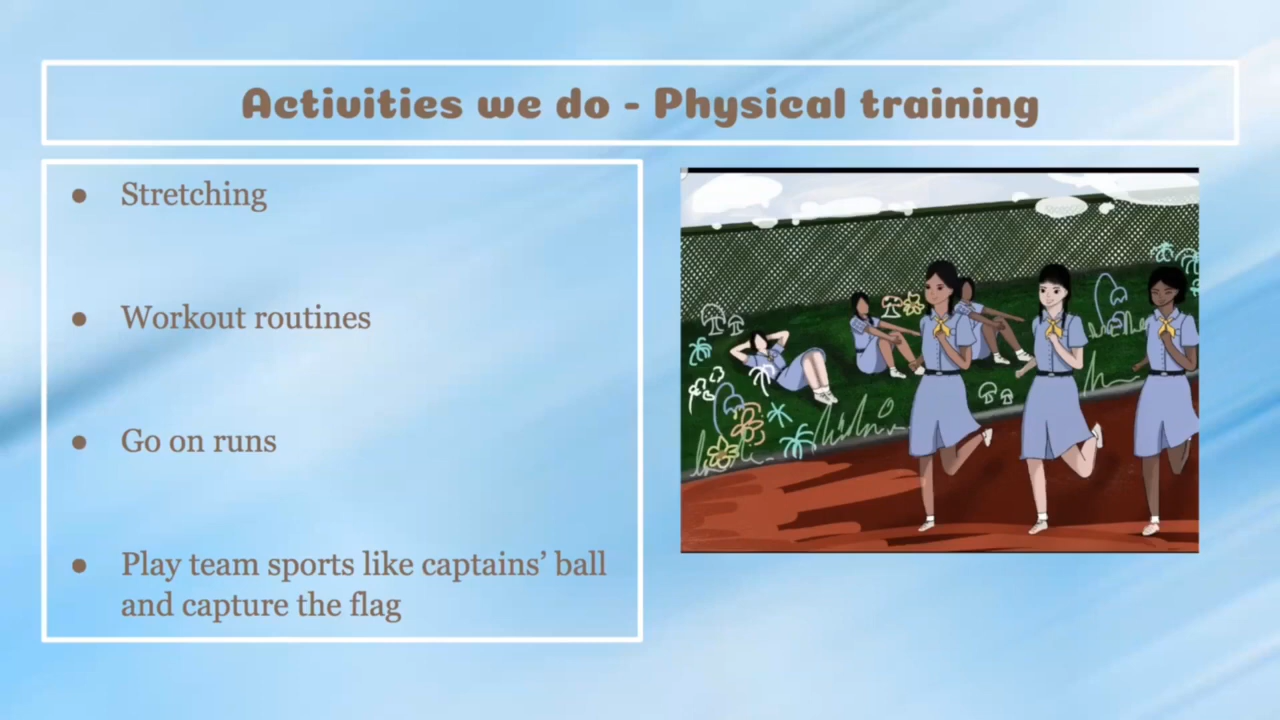 Activities we do - Physical training
● Stretching
● Workout routines
● Go on runs
● Play team sports like captains’ ball
and capture the flag